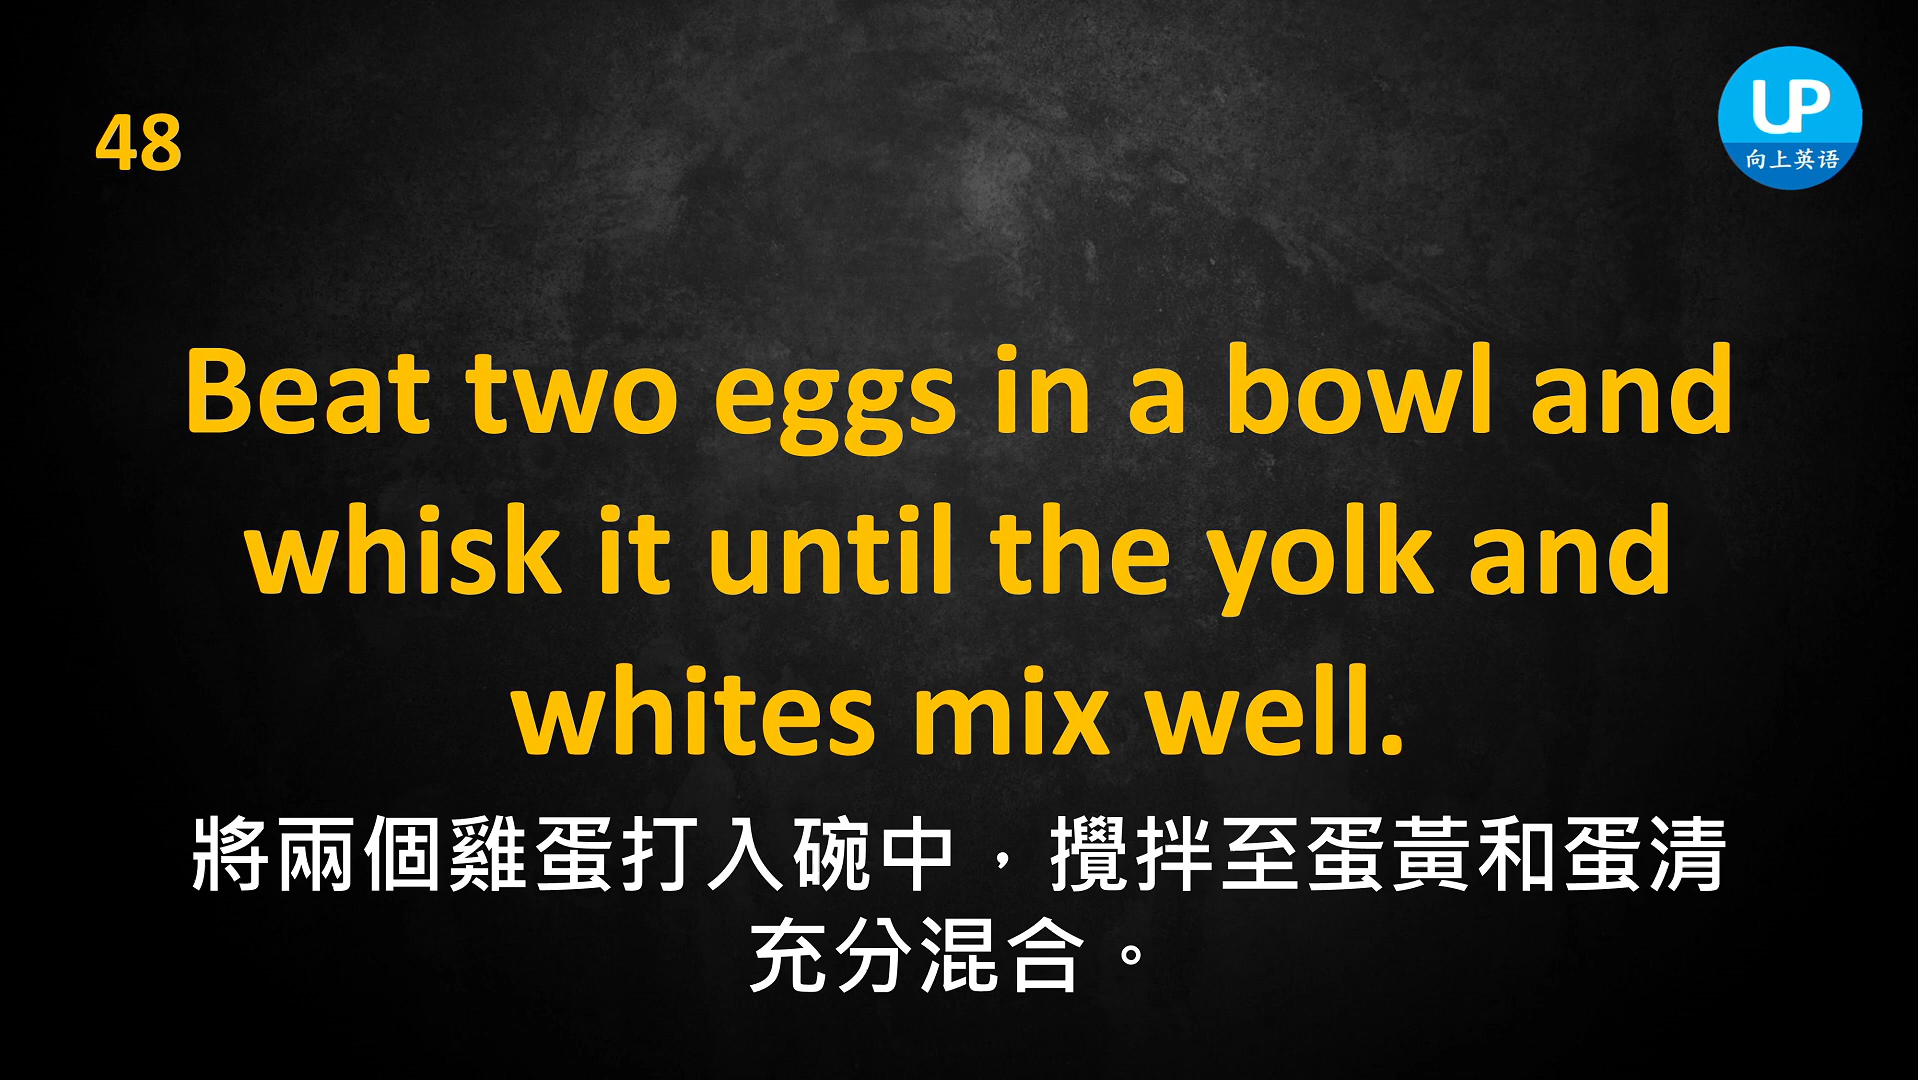 48
UP
向上英语
Beat two eggs in a bowl and
whisk it until the yolk and
whites mix well.
將兩個雞蛋打入碗中，攪拌至蛋黃和蛋清
充分混合。